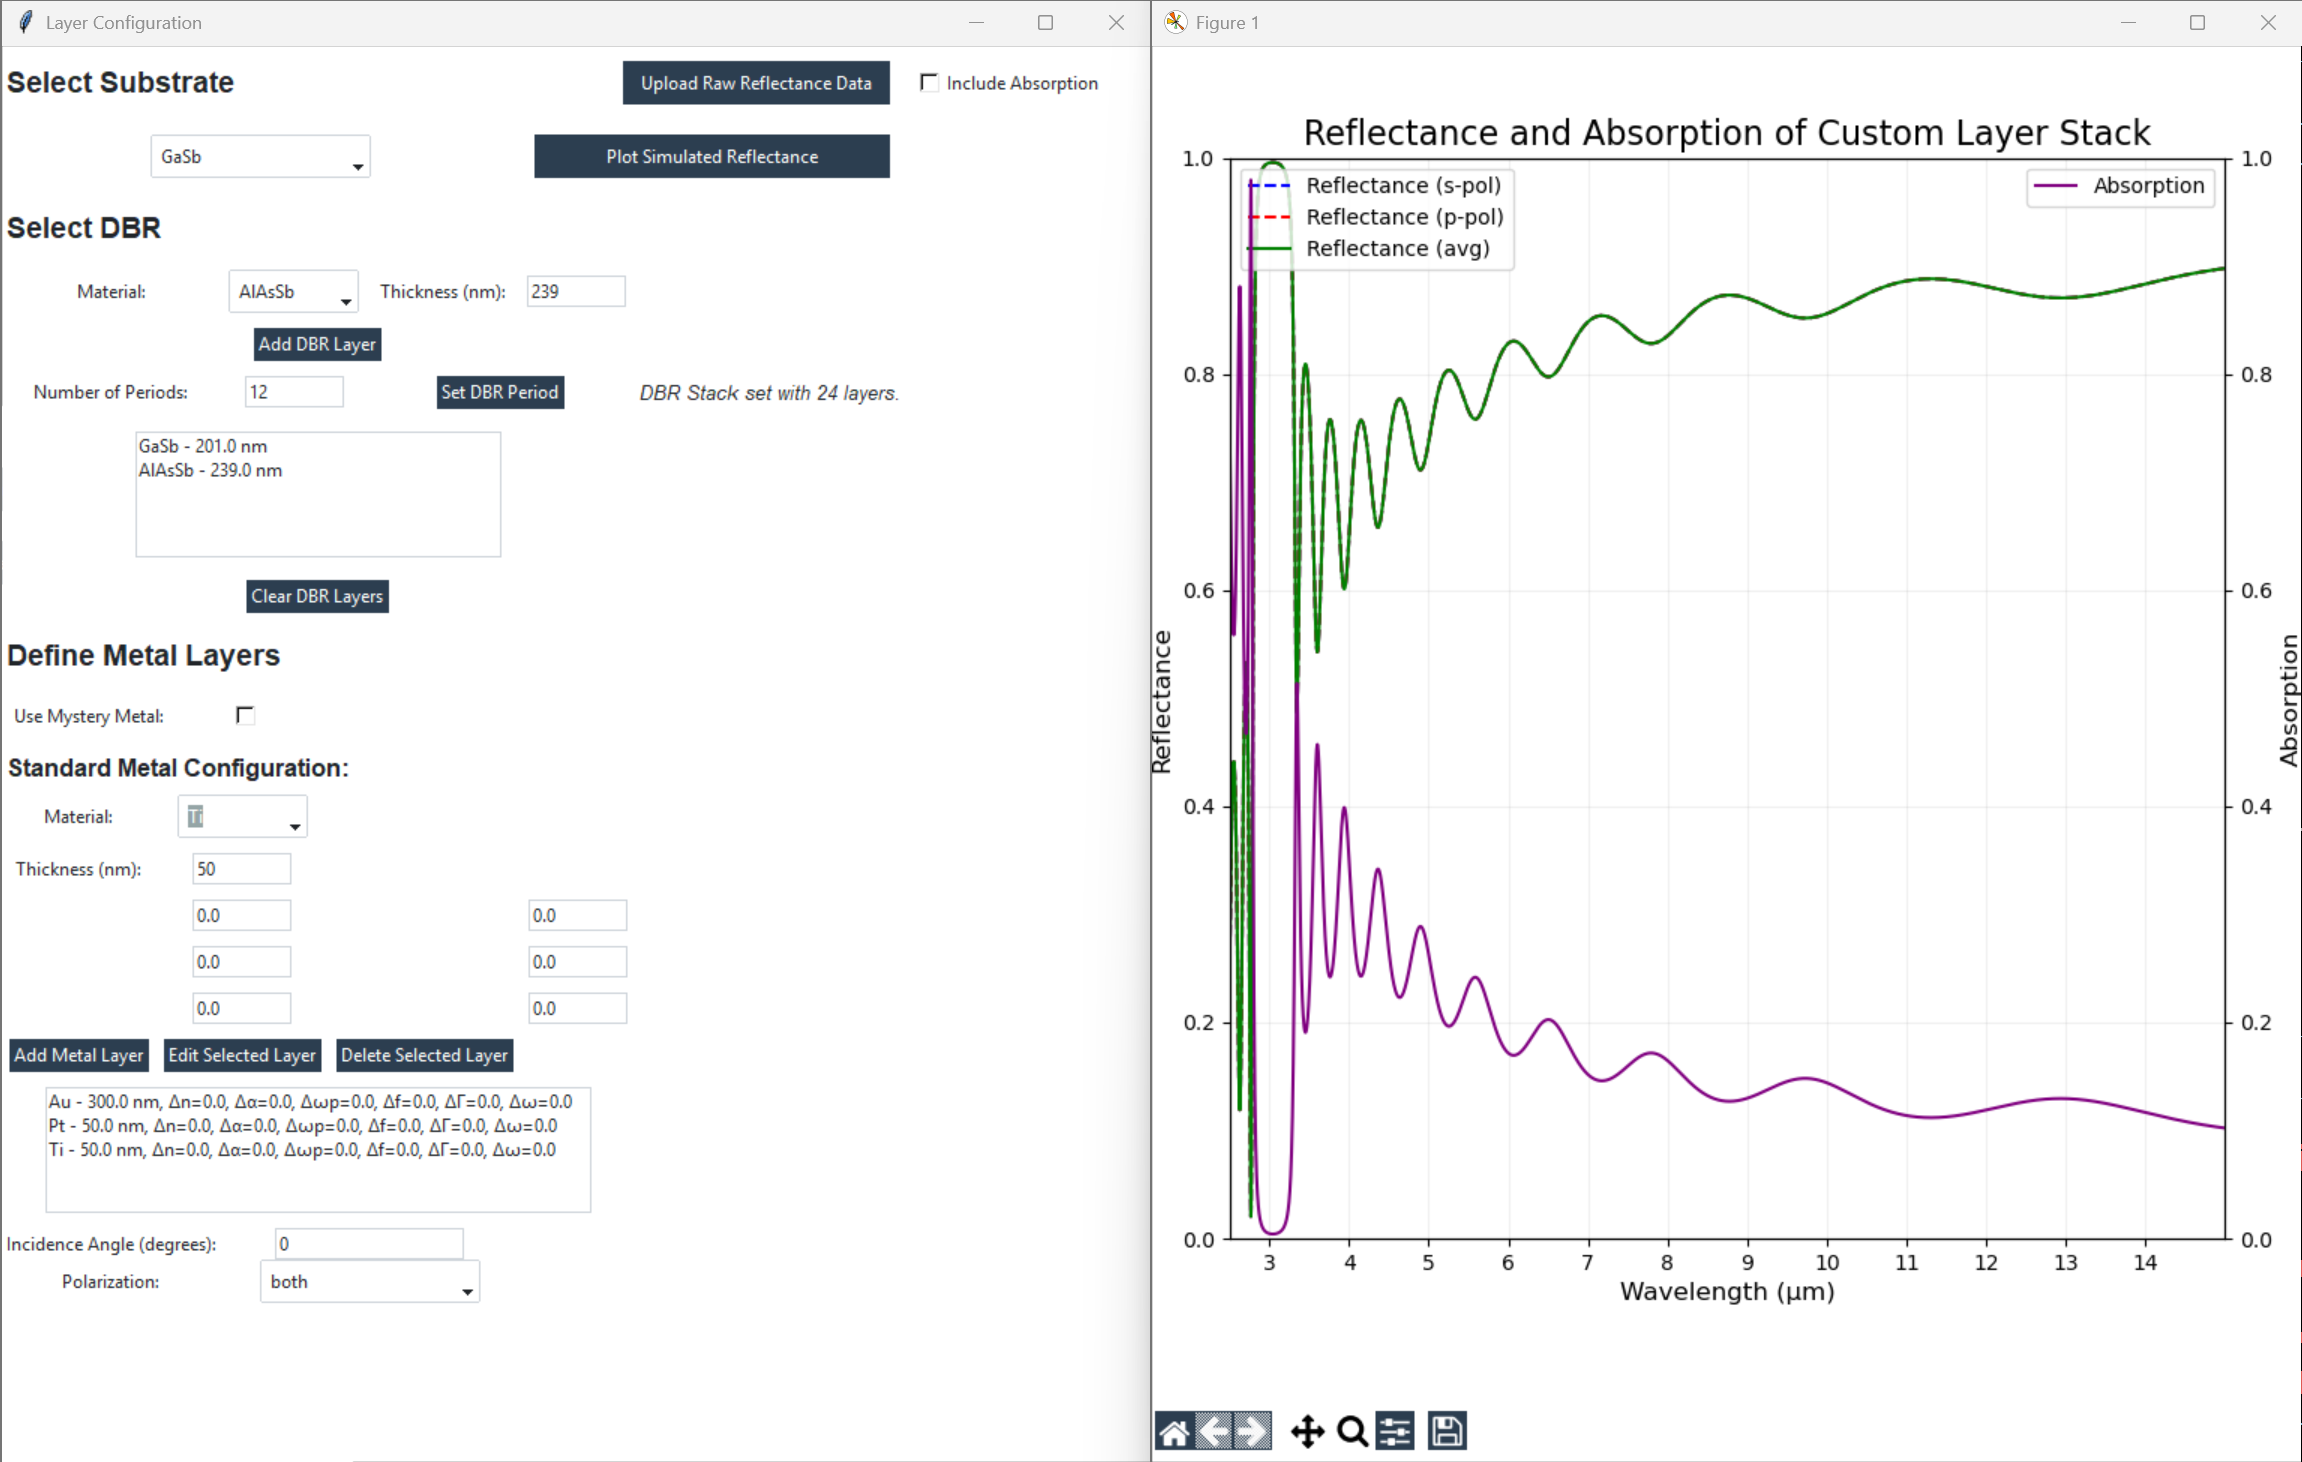 Layer Configuration
Select Substrate
Upload Raw Reflectance Data
Include Absorption
GaSb
Plot Simulated Reflectance
Select DBR
Material:
AlAsSb
Thickness (nm):
239
Add DBR Layer
Number of Periods:
12
Set DBR Period
DBR Stack set with 24 layers.
GaSb - 201.0 nm
AlAsSb - 239.0 nm
Clear DBR Layers
Define Metal Layers
Use Mystery Metal:
Standard Metal Configuration:
Material:
Ti
Thickness (nm):
50
0.0
0.0
0.0
0.0
0.0
0.0
Add Metal Layer
Edit Selected Layer
Delete Selected Layer
Au - 300.0 nm, Δn=0.0, Δα=0.0, Δωp=0.0, Δf=0.0, ΔΓ=0.0, Δω=0.0
Pt - 50.0 nm, Δn=0.0, Δα=0.0, Δωp=0.0, Δf=0.0, ΔΓ=0.0, Δω=0.0
Ti - 50.0 nm, Δn=0.0, Δα=0.0, Δωp=0.0, Δf=0.0, ΔΓ=0.0, Δω=0.0
Incidence Angle (degrees):
0
Polarization:
both
Figure 1
Reflectance and Absorption of Custom Layer Stack
Reflectance (s-pol)
Reflectance (p-pol)
Reflectance (avg)
Absorption
1.0
0.8
0.6
0.4
0.2
0.0
Reflectance
1.0
0.8
0.6
0.4
0.2
0.0
Absorption
3 4 5 6 7 8 9 10 11 12 13 14
Wavelength (μm)